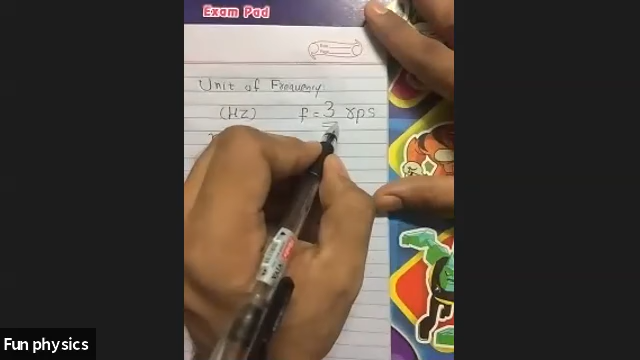 Exam Pad
Unit of Frequency
(HZ) f = 3 rps
Fun physics